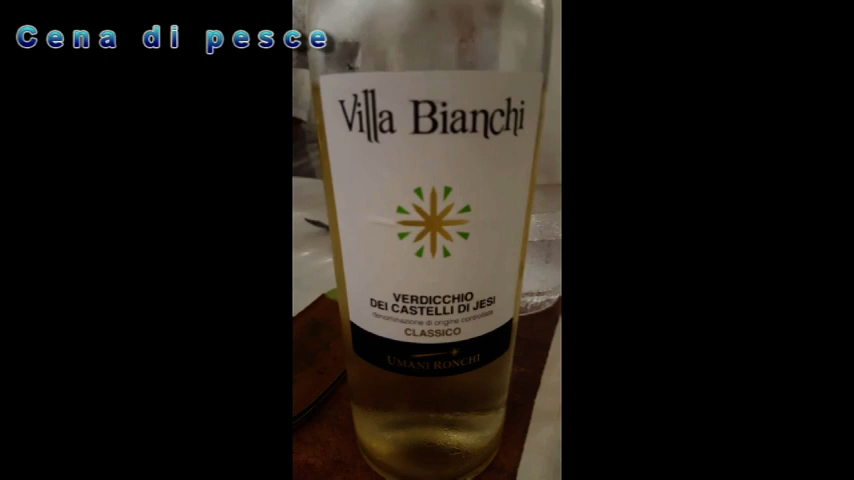 Cena di pesce
Villa Bianchi
VERDICCHIO
DEI CASTELLI DI JESI
denominazione di origine controllata
CLASSICO
UMANI RONCHI